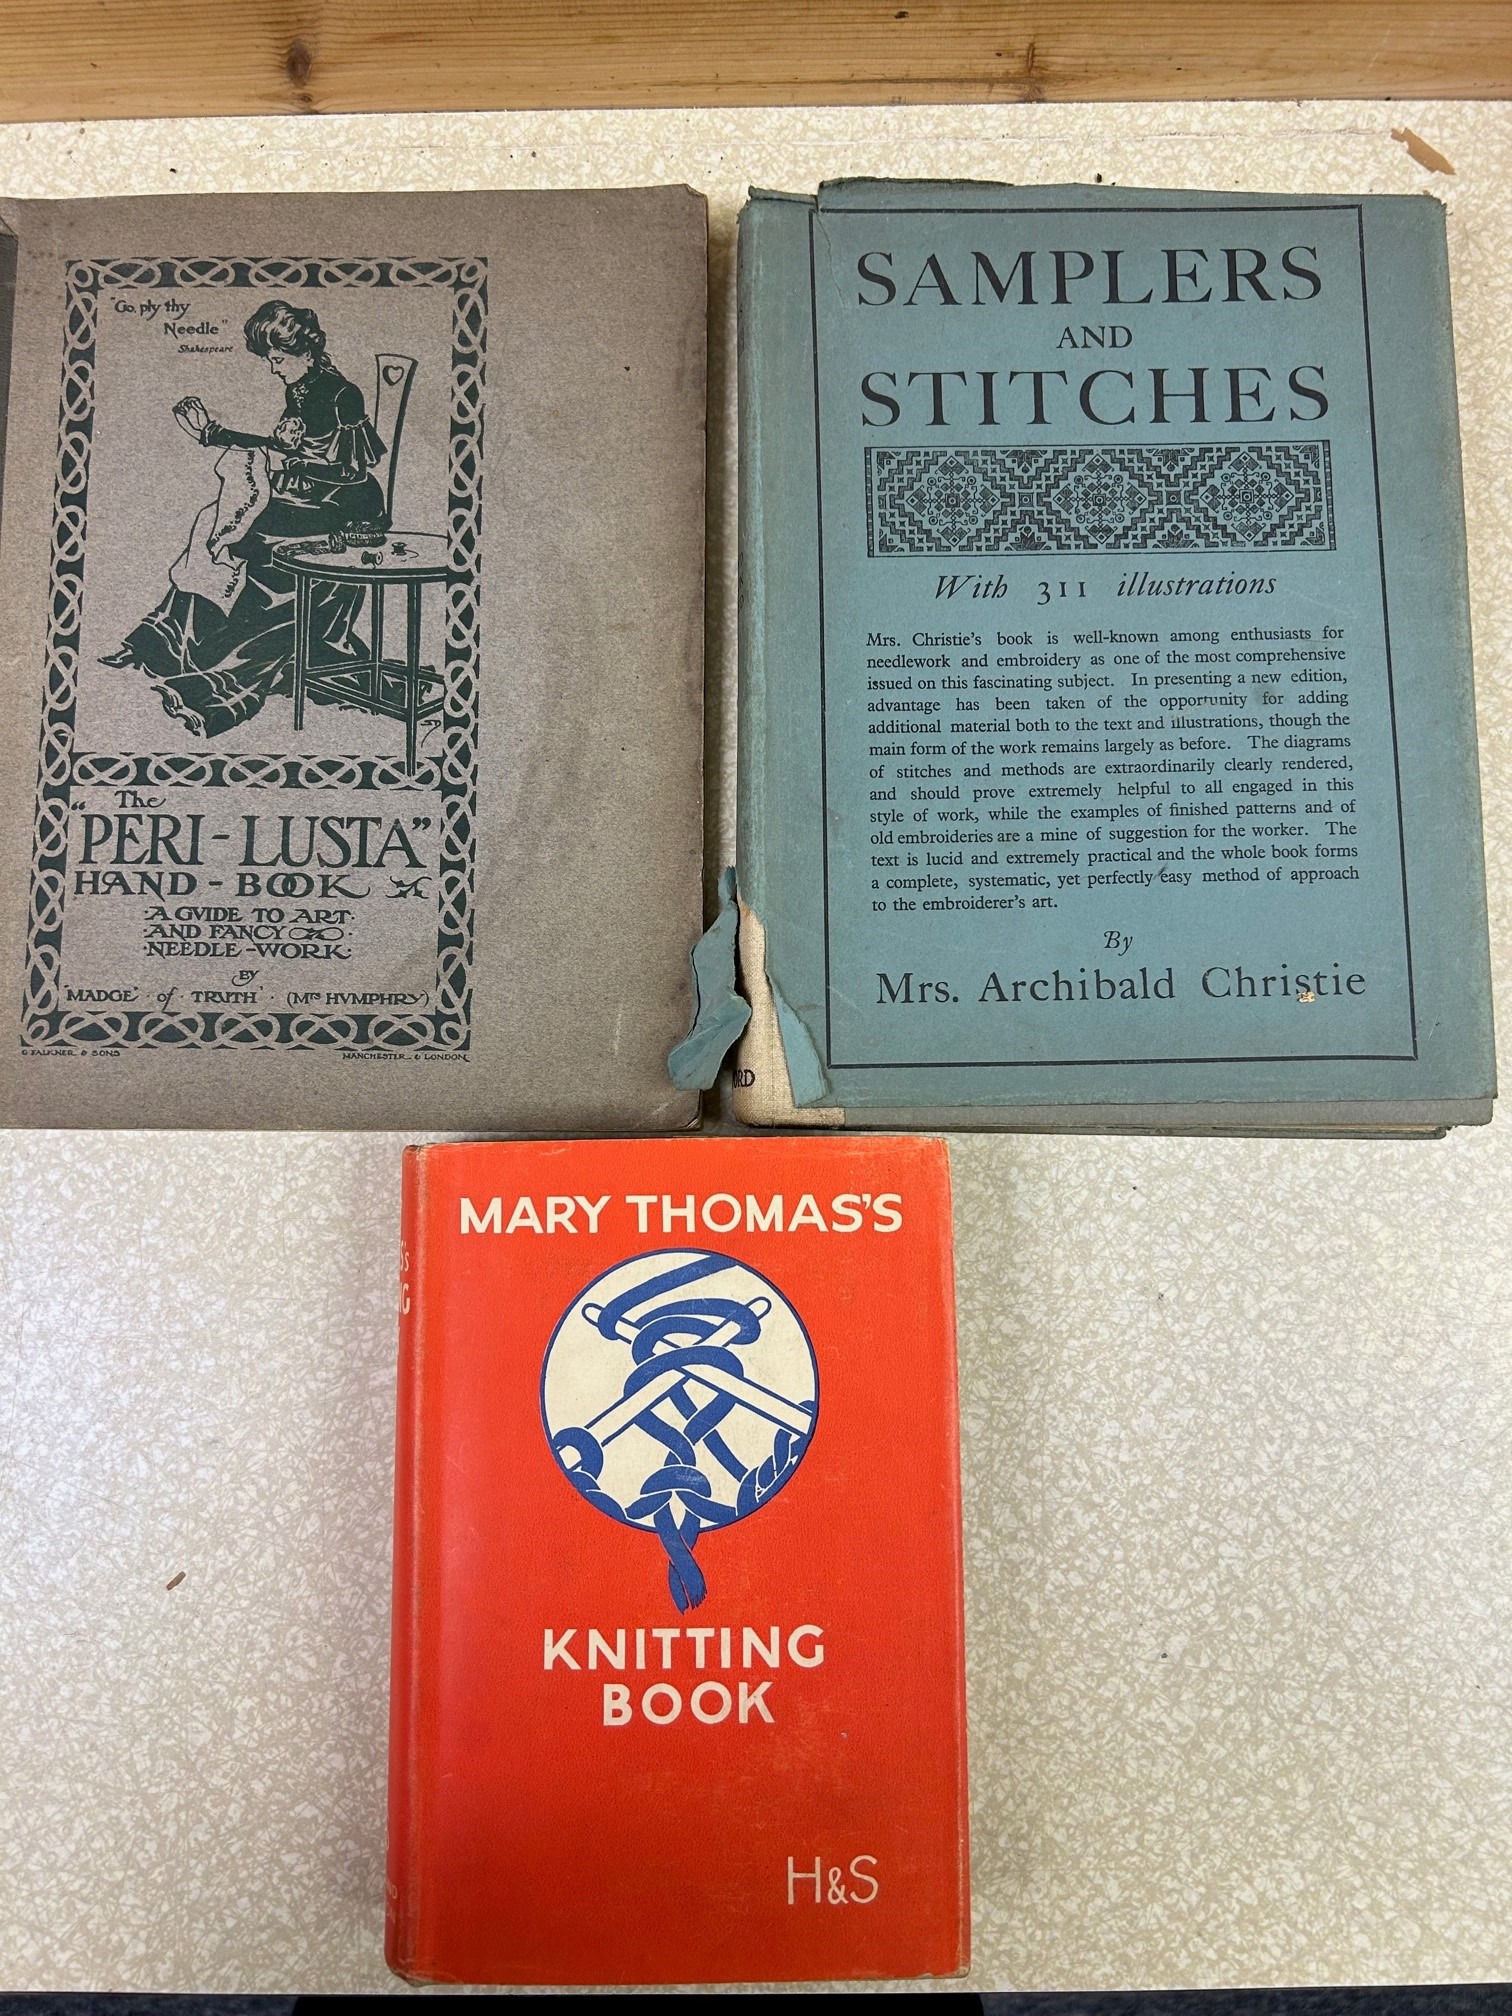 "Go, ply thy
Needle"
Shakespeare
The
"PERI-LUSTA"
HAND-BOOK
·A GVIDE TO ART·
·AND FANCY
·NEEDLE-WORK·
BY
'MADGE' · of · TRUTH' · (Mrs HVMPHRY)
FALKNER & SONS
MANCHESTER & LONDON
SAMPLERS
AND
STITCHES
With 311 illustrations
Mrs. Christie's book is well-known among enthusiasts for
needlework and embroidery as one of the most comprehensive
issued on this fascinating subject. In presenting a new edition,
advantage has been taken of the opportunity for adding
additional material both to the text and illustrations, though the
main form of the work remains largely as before. The diagrams
of stitches and methods are extraordinarily clearly rendered,
and should prove extremely helpful to all engaged in this
style of work, while the examples of finished patterns and of
old embroideries are a mine of suggestion for the worker. The
text is lucid and extremely practical and the whole book forms
a complete, systematic, yet perfectly easy method of approach
to the embroiderer's art.
By
Mrs. Archibald Christie
ORD
MARY THOMAS'S
KNITTING
BOOK
H&S